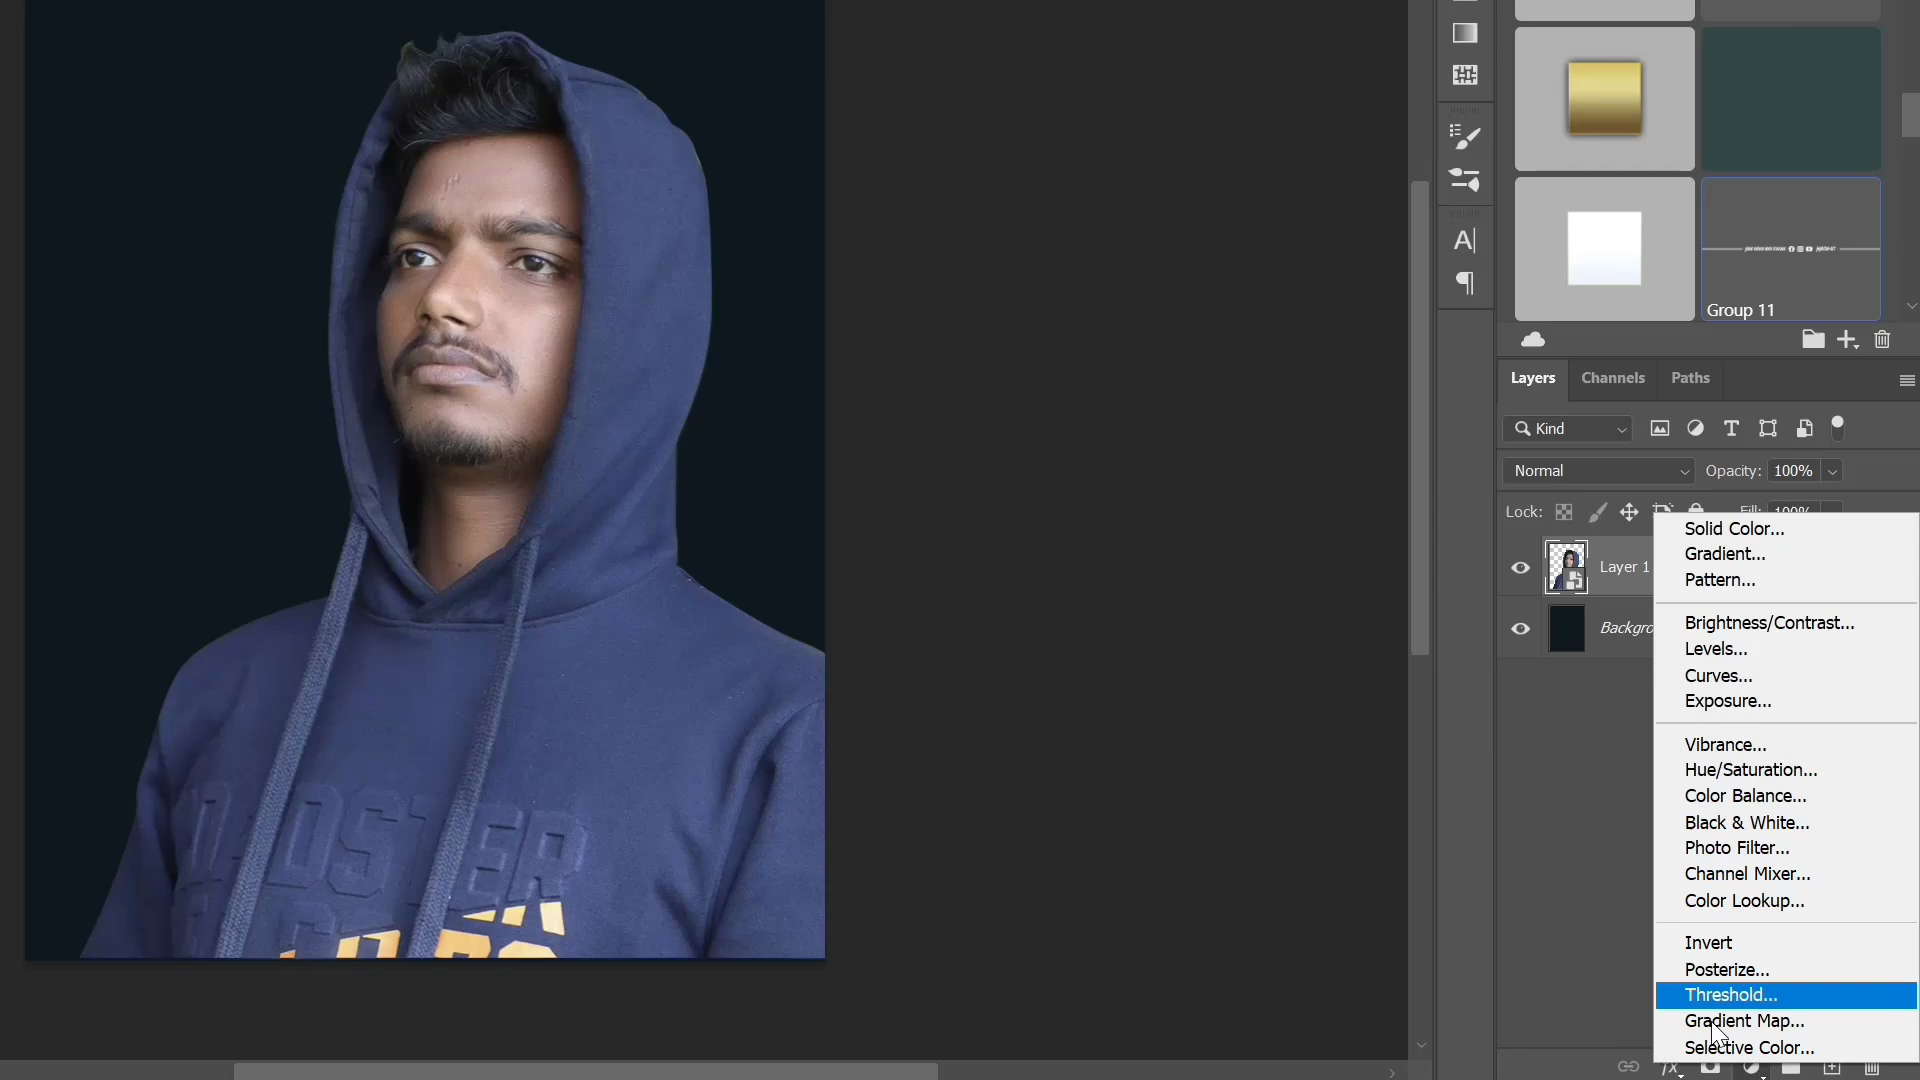 Group 11
Layers Channels Paths
Kind
Normal Opacity: 100%
Lock:
Solid Color...
Gradient...
Layer 1
Pattern...
Brightness/Contrast...
Backgro
Levels...
Curves...
Exposure...
Vibrance...
Hue/Saturation...
Color Balance...
Black & White...
Photo Filter...
Channel Mixer...
Color Lookup...
Invert
Posterize...
Threshold...
Gradient Map...
Selective Color...